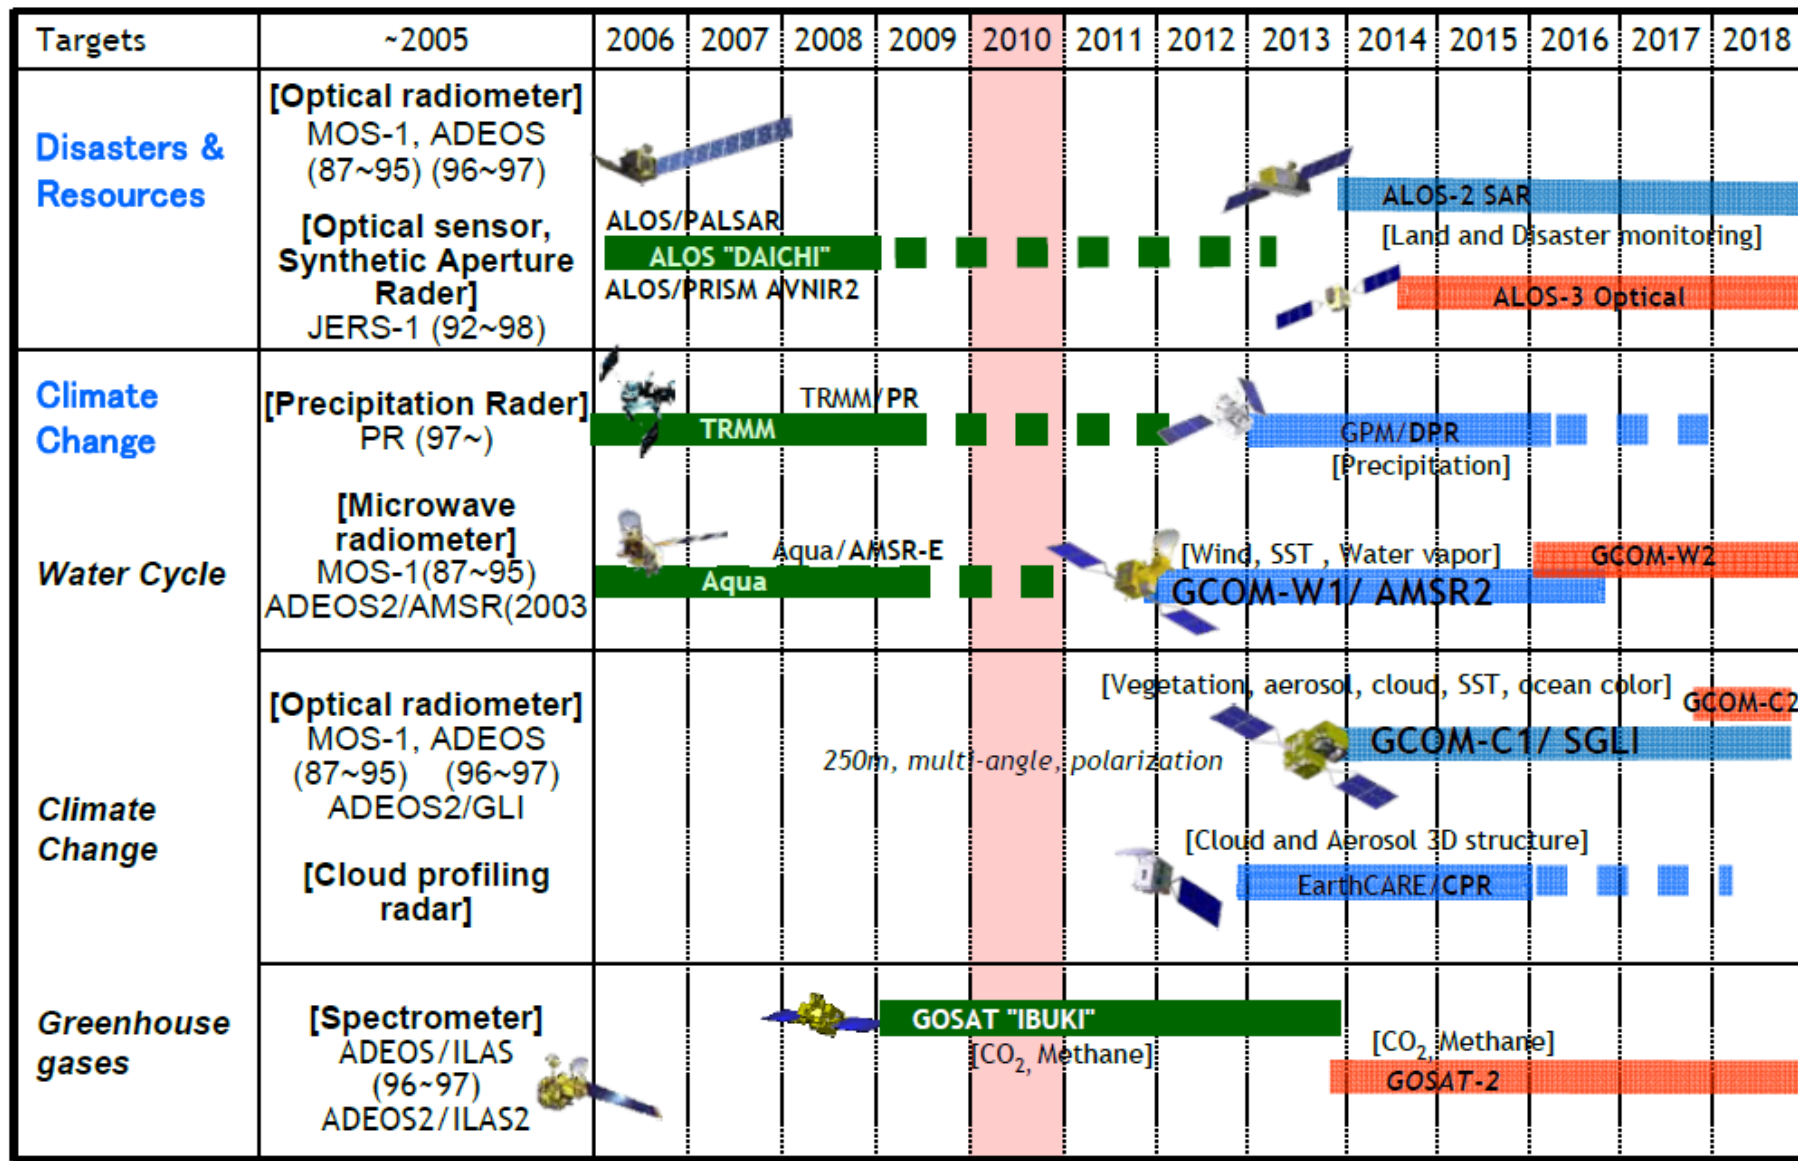 Targets ~2005 2006 2007 2008 2009 2010 2011 2012 2013 2014 2015 2016 2017 2018
Disasters &
Resources
[Optical radiometer]
MOS-1, ADEOS
(87~95) (96~97)
[Optical sensor,
Synthetic Aperture
Rader]
JERS-1 (92~98)
ALOS/PALSAR
ALOS "DAICHI"
ALOS/PRISM AVNIR2
ALOS-2 SAR
[Land and Disaster monitoring]
ALOS-3 Optical
Climate
Change
[Precipitation Rader]
PR (97~)
TRMM/PR
TRMM
GPM/DPR
[Precipitation]
Water Cycle
[Microwave
radiometer]
MOS-1(87~95)
ADEOS2/AMSR(2003
Aqua/AMSR-E
Aqua
[Wind, SST , Water vapor]
GCOM-W1/ AMSR2
GCOM-W2
Climate
Change
[Optical radiometer]
MOS-1, ADEOS
(87~95) (96~97)
ADEOS2/GLI
[Cloud profiling
radar]
[Vegetation, aerosol, cloud, SST, ocean color]
GCOM-C2
GCOM-C1/ SGLI
250m, multi-angle, polarization
[Cloud and Aerosol 3D structure]
EarthCARE/CPR
Greenhouse
gases
[Spectrometer]
ADEOS/ILAS
(96~97)
ADEOS2/ILAS2
GOSAT "IBUKI"
[CO2, Methane]
[CO2, Methane]
GOSAT-2